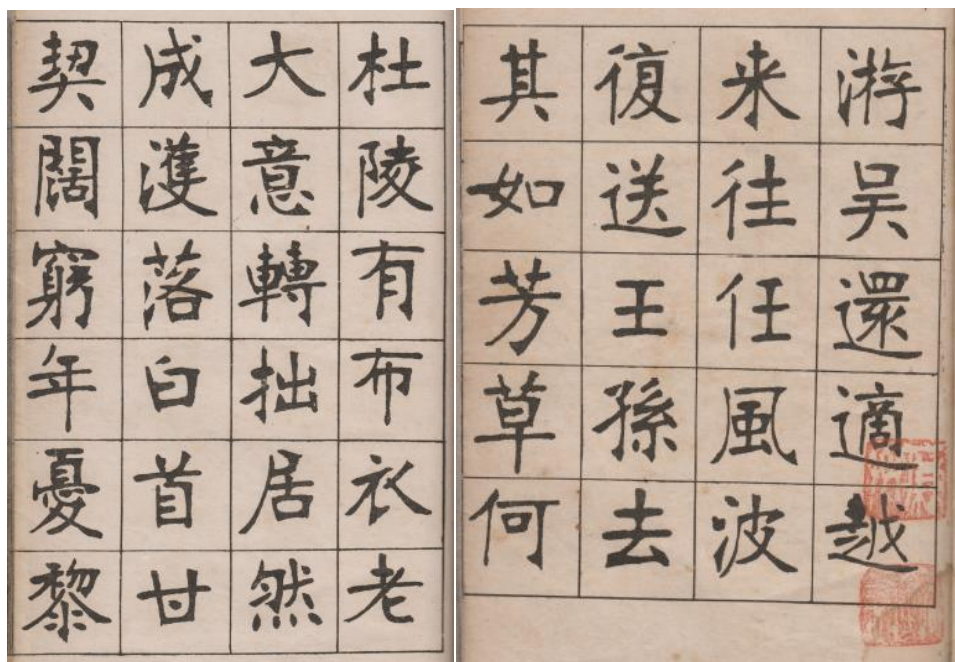 游吴還適越
来往任風波
復送王孫去
其如芳草何
杜陵有布衣老
大意轉拙居然
成濩落白首甘
契闊窮年憂黎